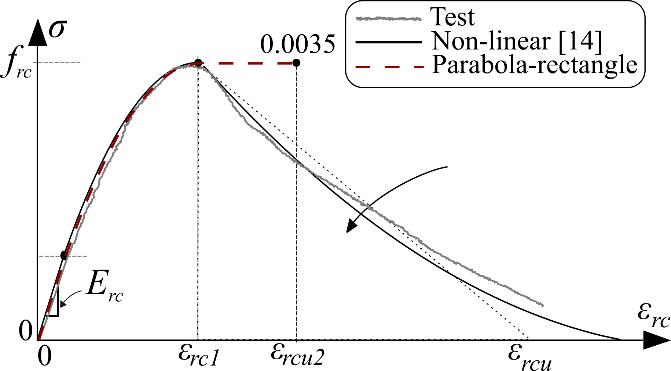 σ
f_rc
0.0035
Test
Non-linear [14]
Parabola-rectangle
E_rc
0
0
ε_rc1
ε_rcu2
ε_rcu
ε_rc